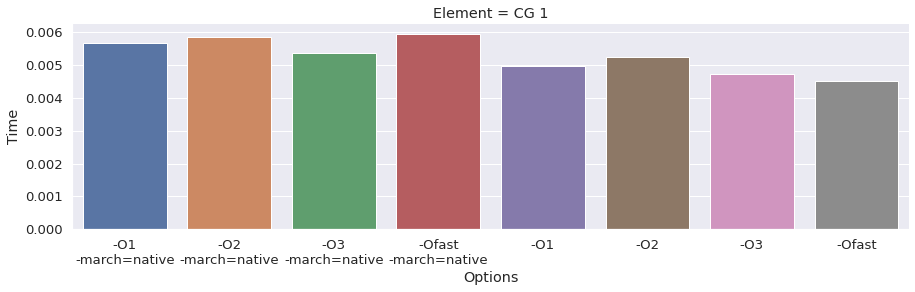 Element = CG 1
Time
0.006
0.005
0.004
0.003
0.002
0.001
0.000
-O1
-march=native
-O2
-march=native
-O3
-march=native
-Ofast
-march=native
-O1
-O2
-O3
-Ofast
Options